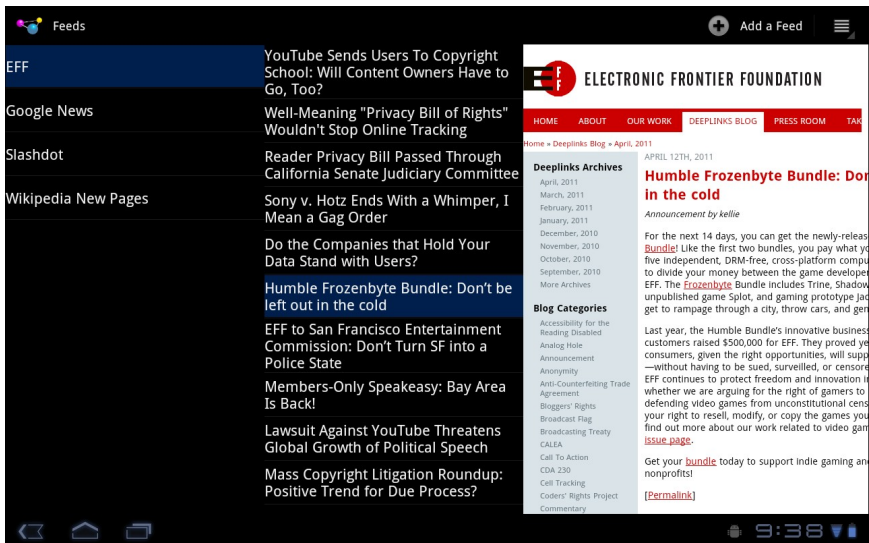 Feeds
Add a Feed
EFF
Google News
Slashdot
Wikipedia New Pages
YouTube Sends Users To Copyright
School: Will Content Owners Have to
Go, Too?
Well-Meaning "Privacy Bill of Rights"
Wouldn't Stop Online Tracking
Reader Privacy Bill Passed Through
California Senate Judiciary Committee
Sony v. Hotz Ends With a Whimper, I
Mean a Gag Order
Do the Companies that Hold Your
Data Stand with Users?
Humble Frozenbyte Bundle: Don't be
left out in the cold
EFF to San Francisco Entertainment
Commission: Don't Turn SF into a
Police State
Members-Only Speakeasy: Bay Area
Is Back!
Lawsuit Against YouTube Threatens
Global Growth of Political Speech
Mass Copyright Litigation Roundup:
Positive Trend for Due Process?
EFF
ELECTRONIC FRONTIER FOUNDATION
HOME ABOUT OUR WORK DEEPLINKS BLOG PRESS ROOM TAK
Home » Deeplinks Blog » April, 2011
Deeplinks Archives
April, 2011
March, 2011
February, 2011
January, 2011
December, 2010
November, 2010
October, 2010
September, 2010
More Archives
Blog Categories
Accessibility for the
Reading Disabled
Analog Hole
Announcement
Anonymity
Anti-Counterfeiting Trade
Agreement
Bloggers' Rights
Broadcast Flag
Broadcasting Treaty
CALEA
Call To Action
CDA 230
Cell Tracking
Coders' Rights Project
Commentary
APRIL 12TH, 2011
Humble Frozenbyte Bundle: Don
in the cold
Announcement by kellie
For the next 14 days, you can get the newly-releas
Bundle! Like the first two bundles, you pay what yo
five independent, DRM-free, cross-platform compu
to divide your money between the game developer
EFF. The Frozenbyte Bundle includes Trine, Shadow
unpublished game Splot, and gaming prototype Jac
get to rampage through a city, throw cars, and gen
Last year, the Humble Bundle's innovative business
customers raised $500,000 for EFF. They proved ye
consumers, given the right opportunities, will supp
—without having to be sued, surveilled, or censore
EFF continues to protect freedom and innovation i
whether we are arguing for the right of gamers to
defending video games from unconstitutional cens
your right to resell, modify, or copy the games you
find out more about our work related to video gam
issue page.
Get your bundle today to support indie gaming and
nonprofits!
[Permalink]
9:38